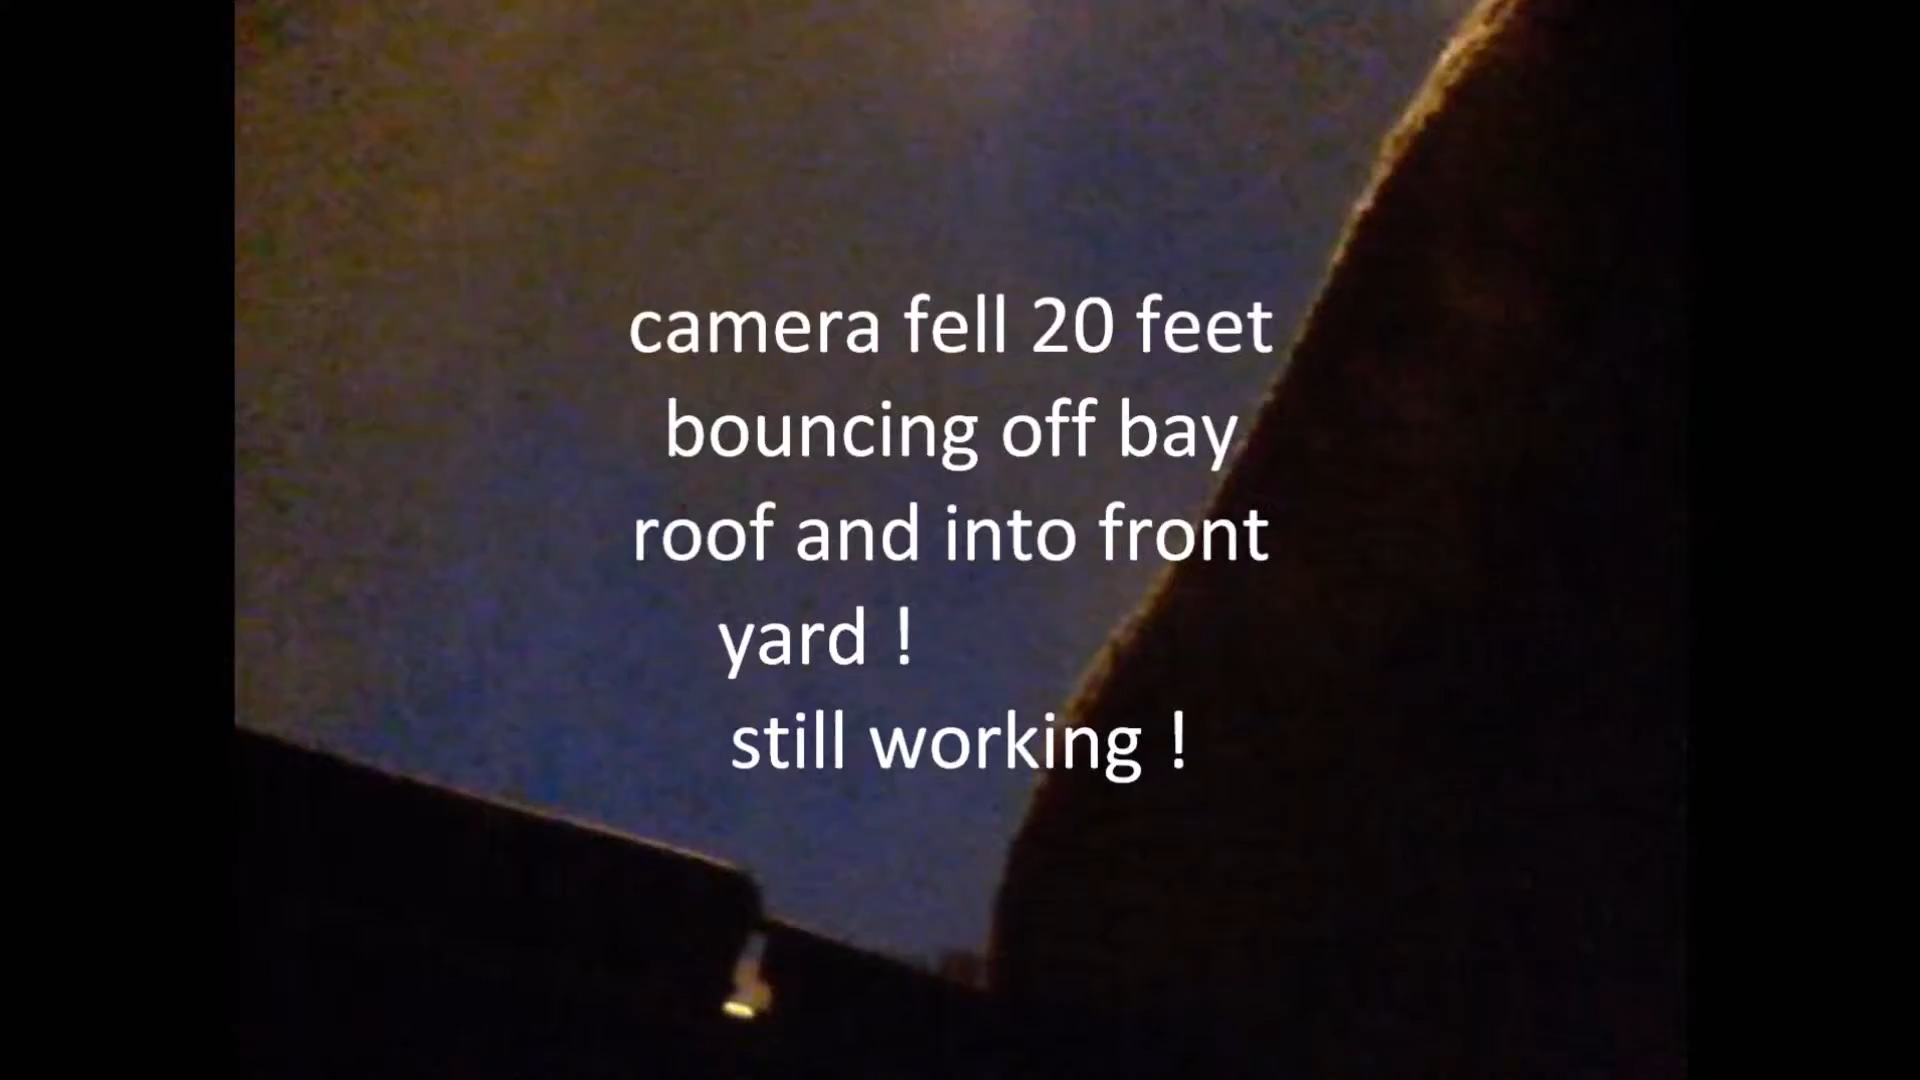 camera fell 20 feet
bouncing off bay
roof and into front
yard !
still working !